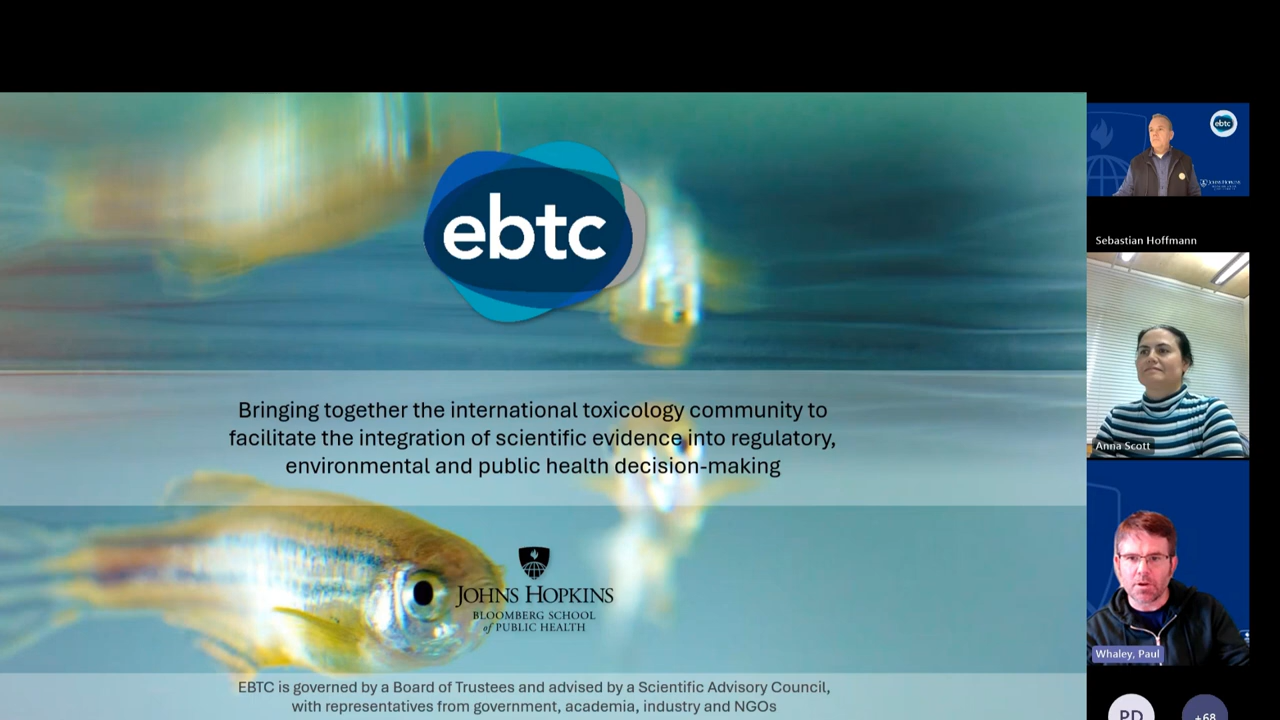 ebtc
Bringing together the international toxicology community to
facilitate the integration of scientific evidence into regulatory,
environmental and public health decision-making
JOHNS HOPKINS
BLOOMBERG SCHOOL
of PUBLIC HEALTH
EBTC is governed by a Board of Trustees and advised by a Scientific Advisory Council,
with representatives from government, academia, industry and NGOs
ebtc
JOHNS HOPKINS
Sebastian Hoffmann
Anna Scott
Whaley, Paul
PD
+68